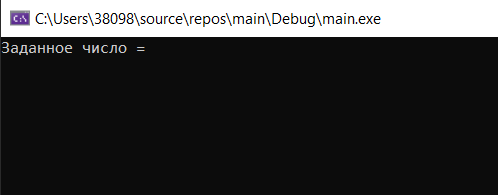 C:\Users\38098\source\repos\main\Debug\main.exe
Заданное число =